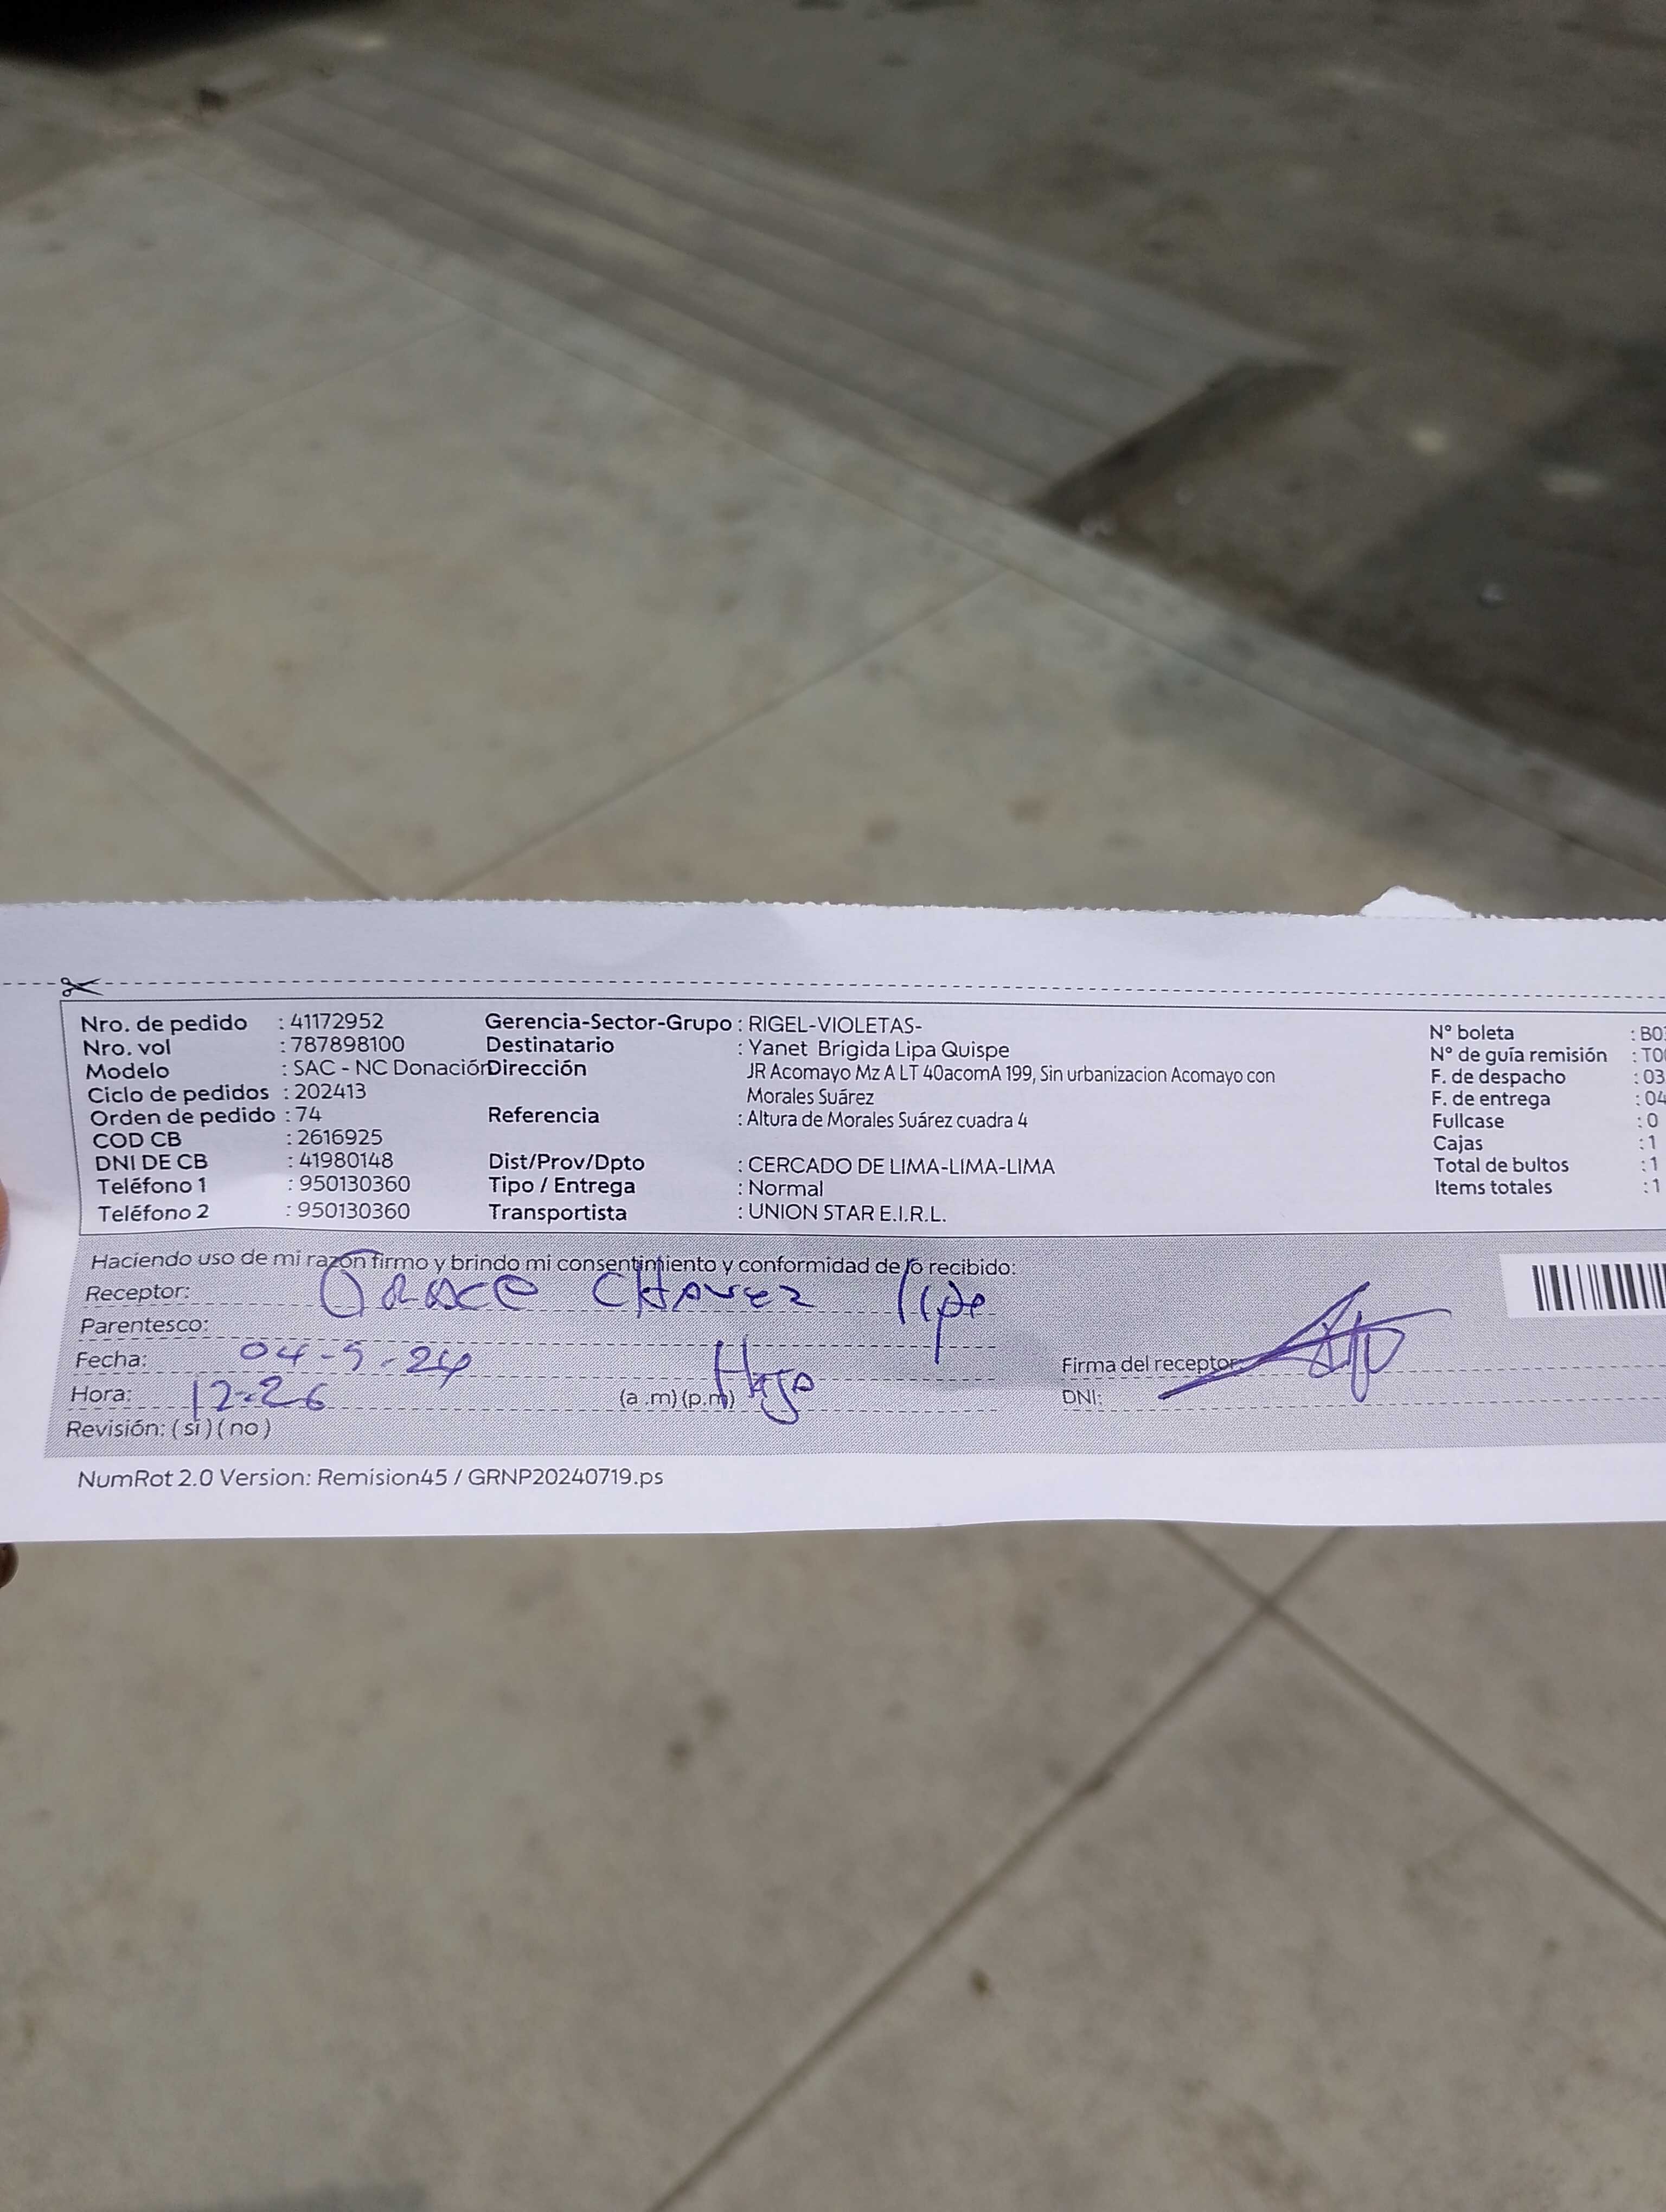 Nro. de pedido : 41172952 Gerencia-Sector-Grupo : RIGEL-VIOLETAS- N° boleta : B0
Nro. vol : 787898100 Destinatario : Yanet Brigida Lipa Quispe N° de guía remisión : T0
Modelo : SAC - NC Donación Dirección JR Acomayo Mz A LT 40acomA 199, Sin urbanizacion Acomayo con F. de despacho : 03
Ciclo de pedidos : 202413 Morales Suárez F. de entrega : 04
Orden de pedido : 74 Referencia : Altura de Morales Suárez cuadra 4 Fullcase : 0
COD CB : 2616925 Cajas : 1
DNI DE CB : 41980148 Dist/Prov/Dpto : CERCADO DE LIMA-LIMA-LIMA Total de bultos : 1
Teléfono 1 : 950130360 Tipo / Entrega : Normal Items totales : 1
Teléfono 2 : 950130360 Transportista : UNION STAR E.I.R.L.
Haciendo uso de mi razón firmo y brindo mi consentimiento y conformidad de lo recibido:
Receptor: CHAVEZ lipa
Parentesco:
Fecha: 04-9-24 Firma del receptor:
Hora: 12:26 (a .m) (p.m) DNI:
Revisión: ( si ) ( no )
NumRot 2.0 Version: Remision45 / GRNP20240719.ps